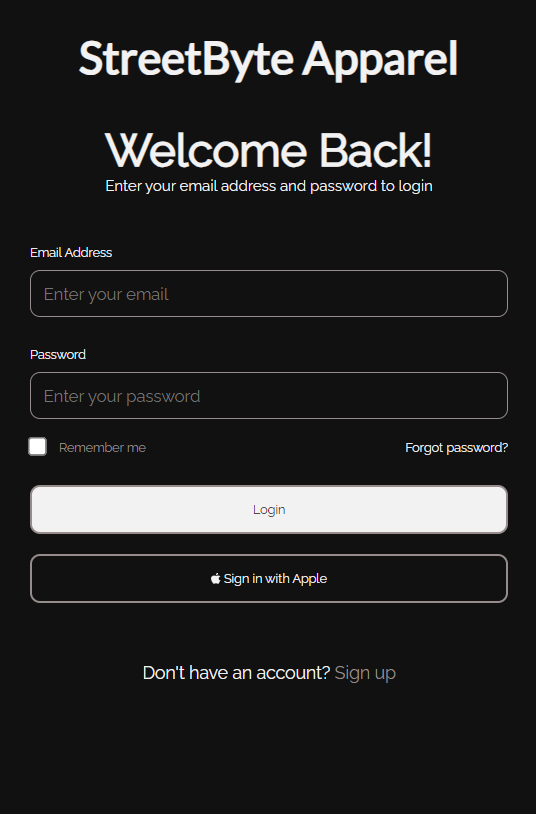 StreetByte Apparel
Welcome Back!
Enter your email address and password to login
Email Address
Enter your email
Password
Enter your password
Remember me
Forgot password?
Login
Sign in with Apple
Don't have an account? Sign up